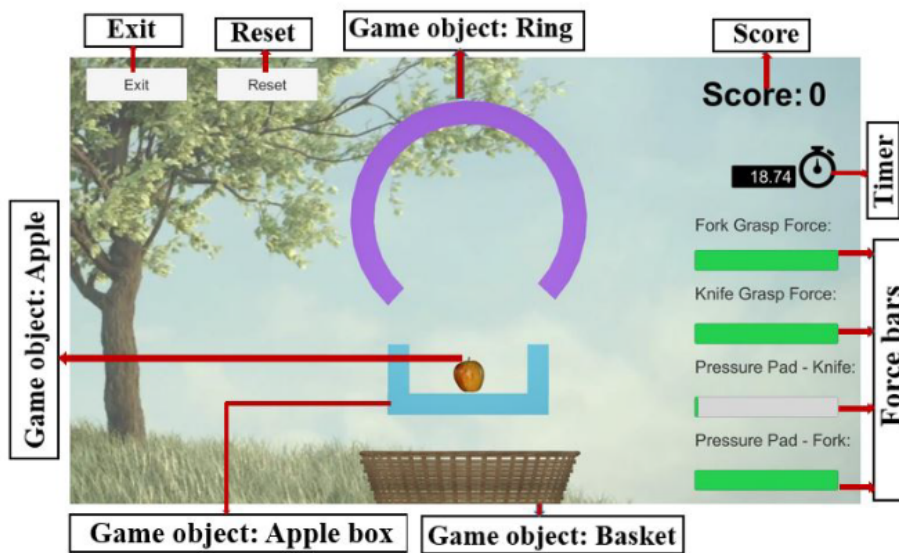 Exit
Reset
Game object: Ring
Score
Exit
Reset
Score: 0
18.74
Timer
Fork Grasp Force:
Knife Grasp Force:
Pressure Pad - Knife:
Pressure Pad - Fork:
Force bars
Game object: Apple
Game object: Apple box
Game object: Basket